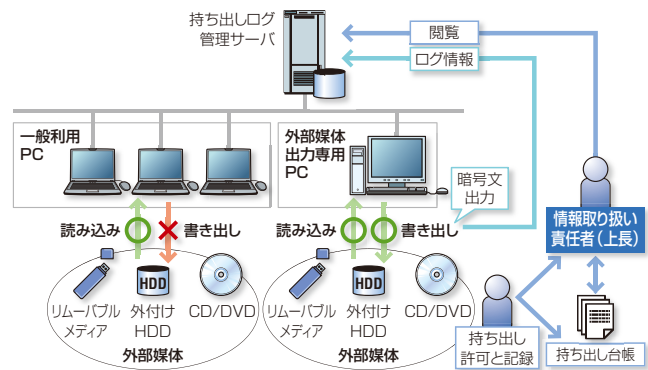 持ち出しログ
管理サーバ
閲覧
ログ情報
一般利用
PC
外部媒体
出力専用
PC
暗号文
出力
読み込み
書き出し
読み込み
書き出し
情報取り扱い
責任者(上長)
HDD
リムーバブル
メディア
外付け
HDD
CD/DVD
外部媒体
HDD
リムーバブル
メディア
外付け
HDD
CD/DVD
外部媒体
持ち出し
許可と記録
持ち出し台帳